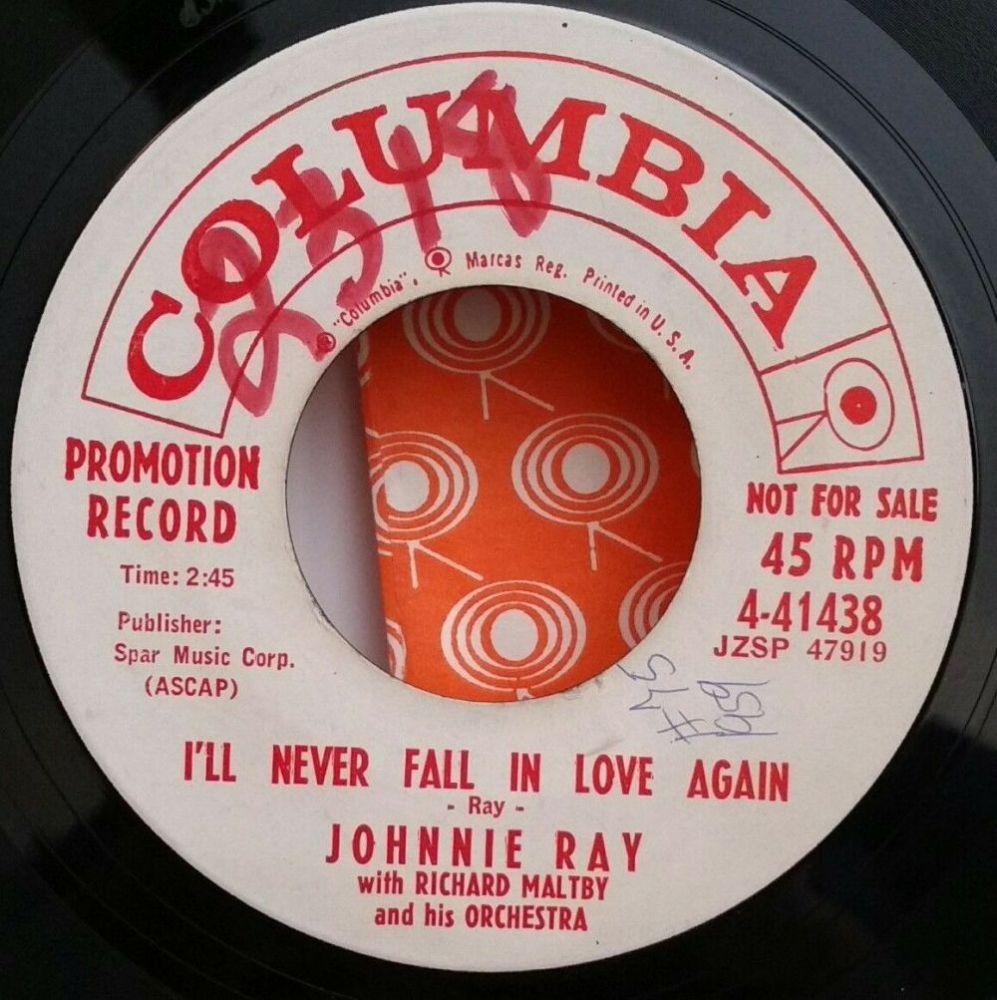 COLUMBIA
® "Columbia", Marcas Reg. Printed in U. S. A.
PROMOTION
RECORD
Time: 2:45
Publisher:
Spar Music Corp.
(ASCAP)
NOT FOR SALE
45 RPM
4-41438
JZSP 47919
I'LL NEVER FALL IN LOVE AGAIN
- Ray -
JOHNNIE RAY
with RICHARD MALTBY
and his ORCHESTRA